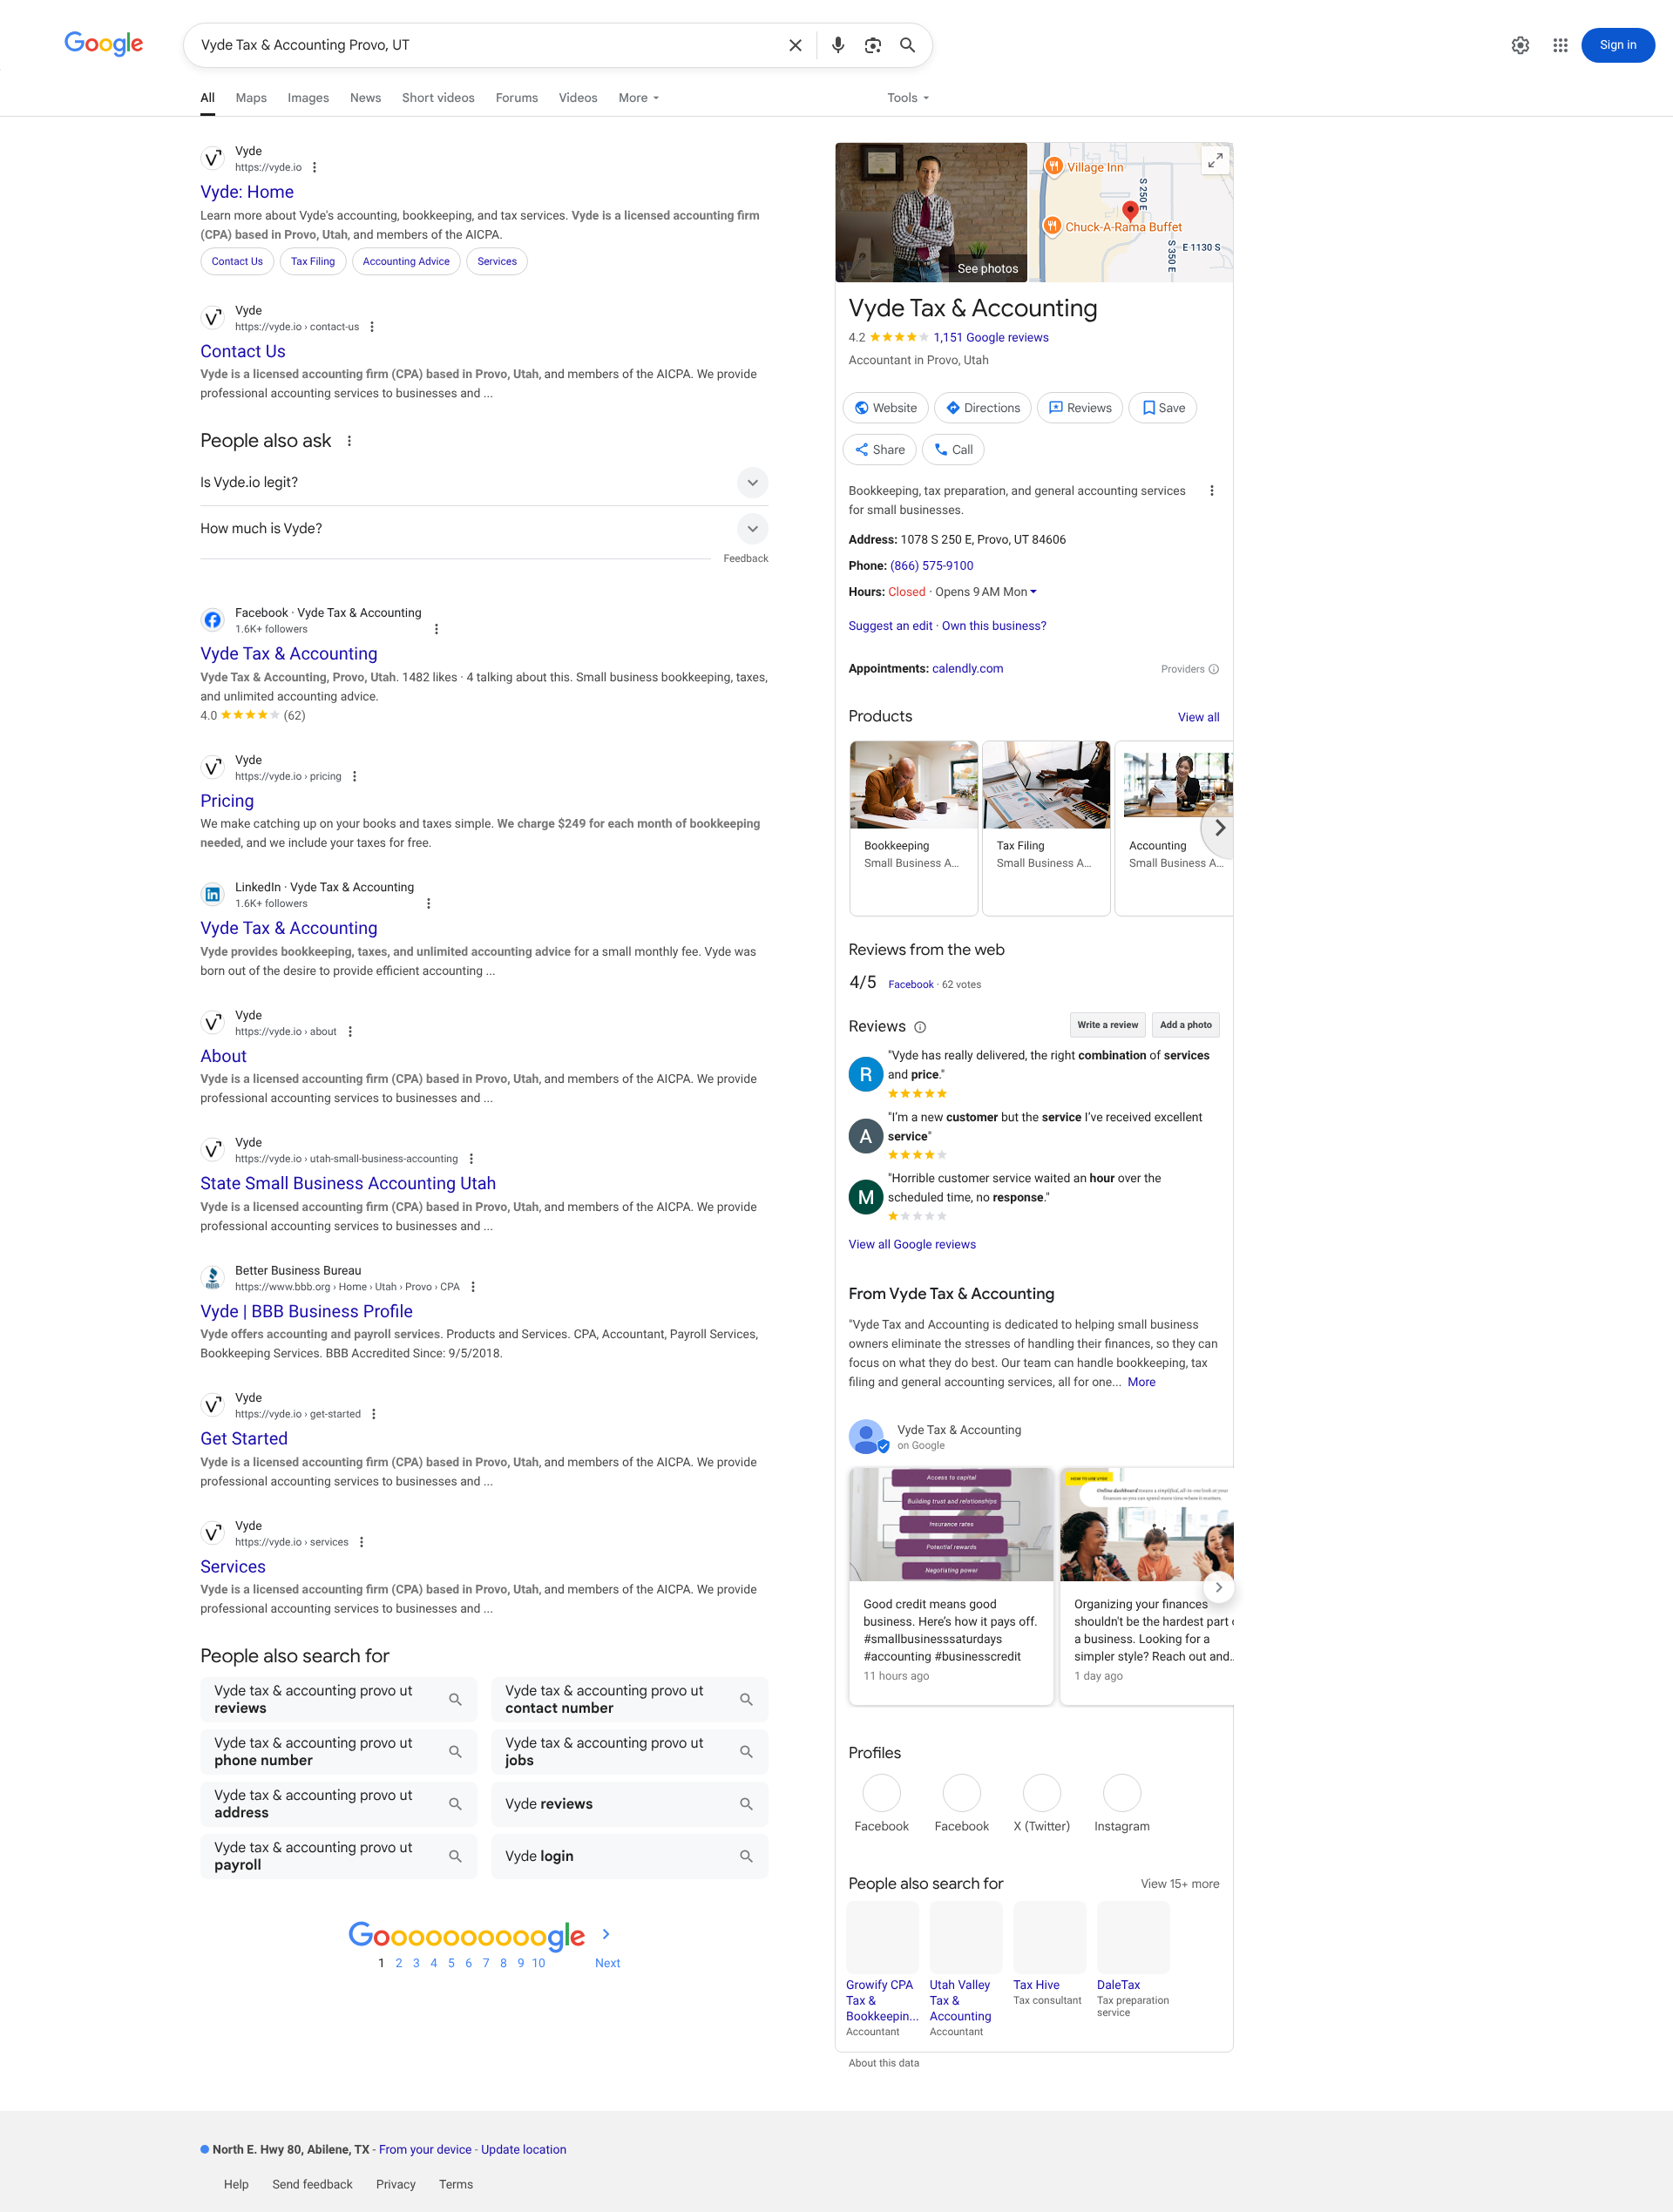 Google
Vyde Tax & Accounting Provo, UT
Sign in
All
Maps
Images
News
Short videos
Forums
Videos
More
Tools
Vyde
https://vyde.io
Vyde: Home
Learn more about Vyde's accounting, bookkeeping, and tax services. Vyde is a licensed accounting firm
(CPA) based in Provo, Utah, and members of the AICPA.
Contact Us
Tax Filing
Accounting Advice
Services
Vyde
https://vyde.io › contact-us
Contact Us
Vyde is a licensed accounting firm (CPA) based in Provo, Utah, and members of the AICPA. We provide
professional accounting services to businesses and ...
People also ask
Is Vyde.io legit?
How much is Vyde?
Feedback
Facebook · Vyde Tax & Accounting
1.6K+ followers
Vyde Tax & Accounting
Vyde Tax & Accounting, Provo, Utah. 1482 likes · 4 talking about this. Small business bookkeeping, taxes,
and unlimited accounting advice.
4.0 (62)
Vyde
https://vyde.io › pricing
Pricing
We make catching up on your books and taxes simple. We charge $249 for each month of bookkeeping
needed, and we include your taxes for free.
LinkedIn · Vyde Tax & Accounting
1.6K+ followers
Vyde Tax & Accounting
Vyde provides bookkeeping, taxes, and unlimited accounting advice for a small monthly fee. Vyde was
born out of the desire to provide efficient accounting ...
Vyde
https://vyde.io › about
About
Vyde is a licensed accounting firm (CPA) based in Provo, Utah, and members of the AICPA. We provide
professional accounting services to businesses and ...
Vyde
https://vyde.io › utah-small-business-accounting
State Small Business Accounting Utah
Vyde is a licensed accounting firm (CPA) based in Provo, Utah, and members of the AICPA. We provide
professional accounting services to businesses and ...
Better Business Bureau
https://www.bbb.org › Home › Utah › Provo › CPA
Vyde | BBB Business Profile
Vyde offers accounting and payroll services. Products and Services. CPA, Accountant, Payroll Services,
Bookkeeping Services. BBB Accredited Since: 9/5/2018.
Vyde
https://vyde.io › get-started
Get Started
Vyde is a licensed accounting firm (CPA) based in Provo, Utah, and members of the AICPA. We provide
professional accounting services to businesses and ...
Vyde
https://vyde.io › services
Services
Vyde is a licensed accounting firm (CPA) based in Provo, Utah, and members of the AICPA. We provide
professional accounting services to businesses and ...
People also search for
Vyde tax & accounting provo ut
reviews
Vyde tax & accounting provo ut
contact number
Vyde tax & accounting provo ut
phone number
Vyde tax & accounting provo ut
jobs
Vyde tax & accounting provo ut
address
Vyde reviews
Vyde tax & accounting provo ut
payroll
Vyde login
Goooooooooogle
1 2 3 4 5 6 7 8 9 10
Next
See photos
Village Inn
Chuck-A-Rama Buffet
S 250 E
S 350 E
E 1130 S
Vyde Tax & Accounting
4.2 1,151 Google reviews
Accountant in Provo, Utah
Website
Directions
Reviews
Save
Share
Call
Bookkeeping, tax preparation, and general accounting services
for small businesses.
Address: 1078 S 250 E, Provo, UT 84606
Phone: (866) 575-9100
Hours: Closed · Opens 9 AM Mon
Suggest an edit · Own this business?
Appointments: calendly.com
Providers
Products
View all
Bookkeeping
Small Business A...
Tax Filing
Small Business A...
Accounting
Small Business A...
Reviews from the web
4/5 Facebook · 62 votes
Reviews
Write a review
Add a photo
R
"Vyde has really delivered, the right combination of services
and price."
A
"I'm a new customer but the service I've received excellent
service"
M
"Horrible customer service waited an hour over the
scheduled time, no response."
View all Google reviews
From Vyde Tax & Accounting
"Vyde Tax and Accounting is dedicated to helping small business
owners eliminate the stresses of handling their finances, so they can
focus on what they do best. Our team can handle bookkeeping, tax
filing and general accounting services, all for one... More
Vyde Tax & Accounting
on Google
Access to capital
Building trust and relationships
Insurance rates
Potential rewards
Negotiating power
Good credit means good
business. Here's how it pays off.
#smallbusinesssaturdays
#accounting #businesscredit
11 hours ago
HOW TO USE VYDE
Online dashboard means a simplified, all-in-one look at your
finances so you can spend more time where it matters.
Organizing your finances
shouldn't be the hardest part
a business. Looking for a
simpler style? Reach out and..
1 day ago
Profiles
Facebook
Facebook
X (Twitter)
Instagram
People also search for
View 15+ more
Growify CPA
Tax &
Bookkeepin...
Accountant
Utah Valley
Tax &
Accounting
Accountant
Tax Hive
Tax consultant
DaleTax
Tax preparation
service
About this data
North E. Hwy 80, Abilene, TX - From your device - Update location
Help
Send feedback
Privacy
Terms